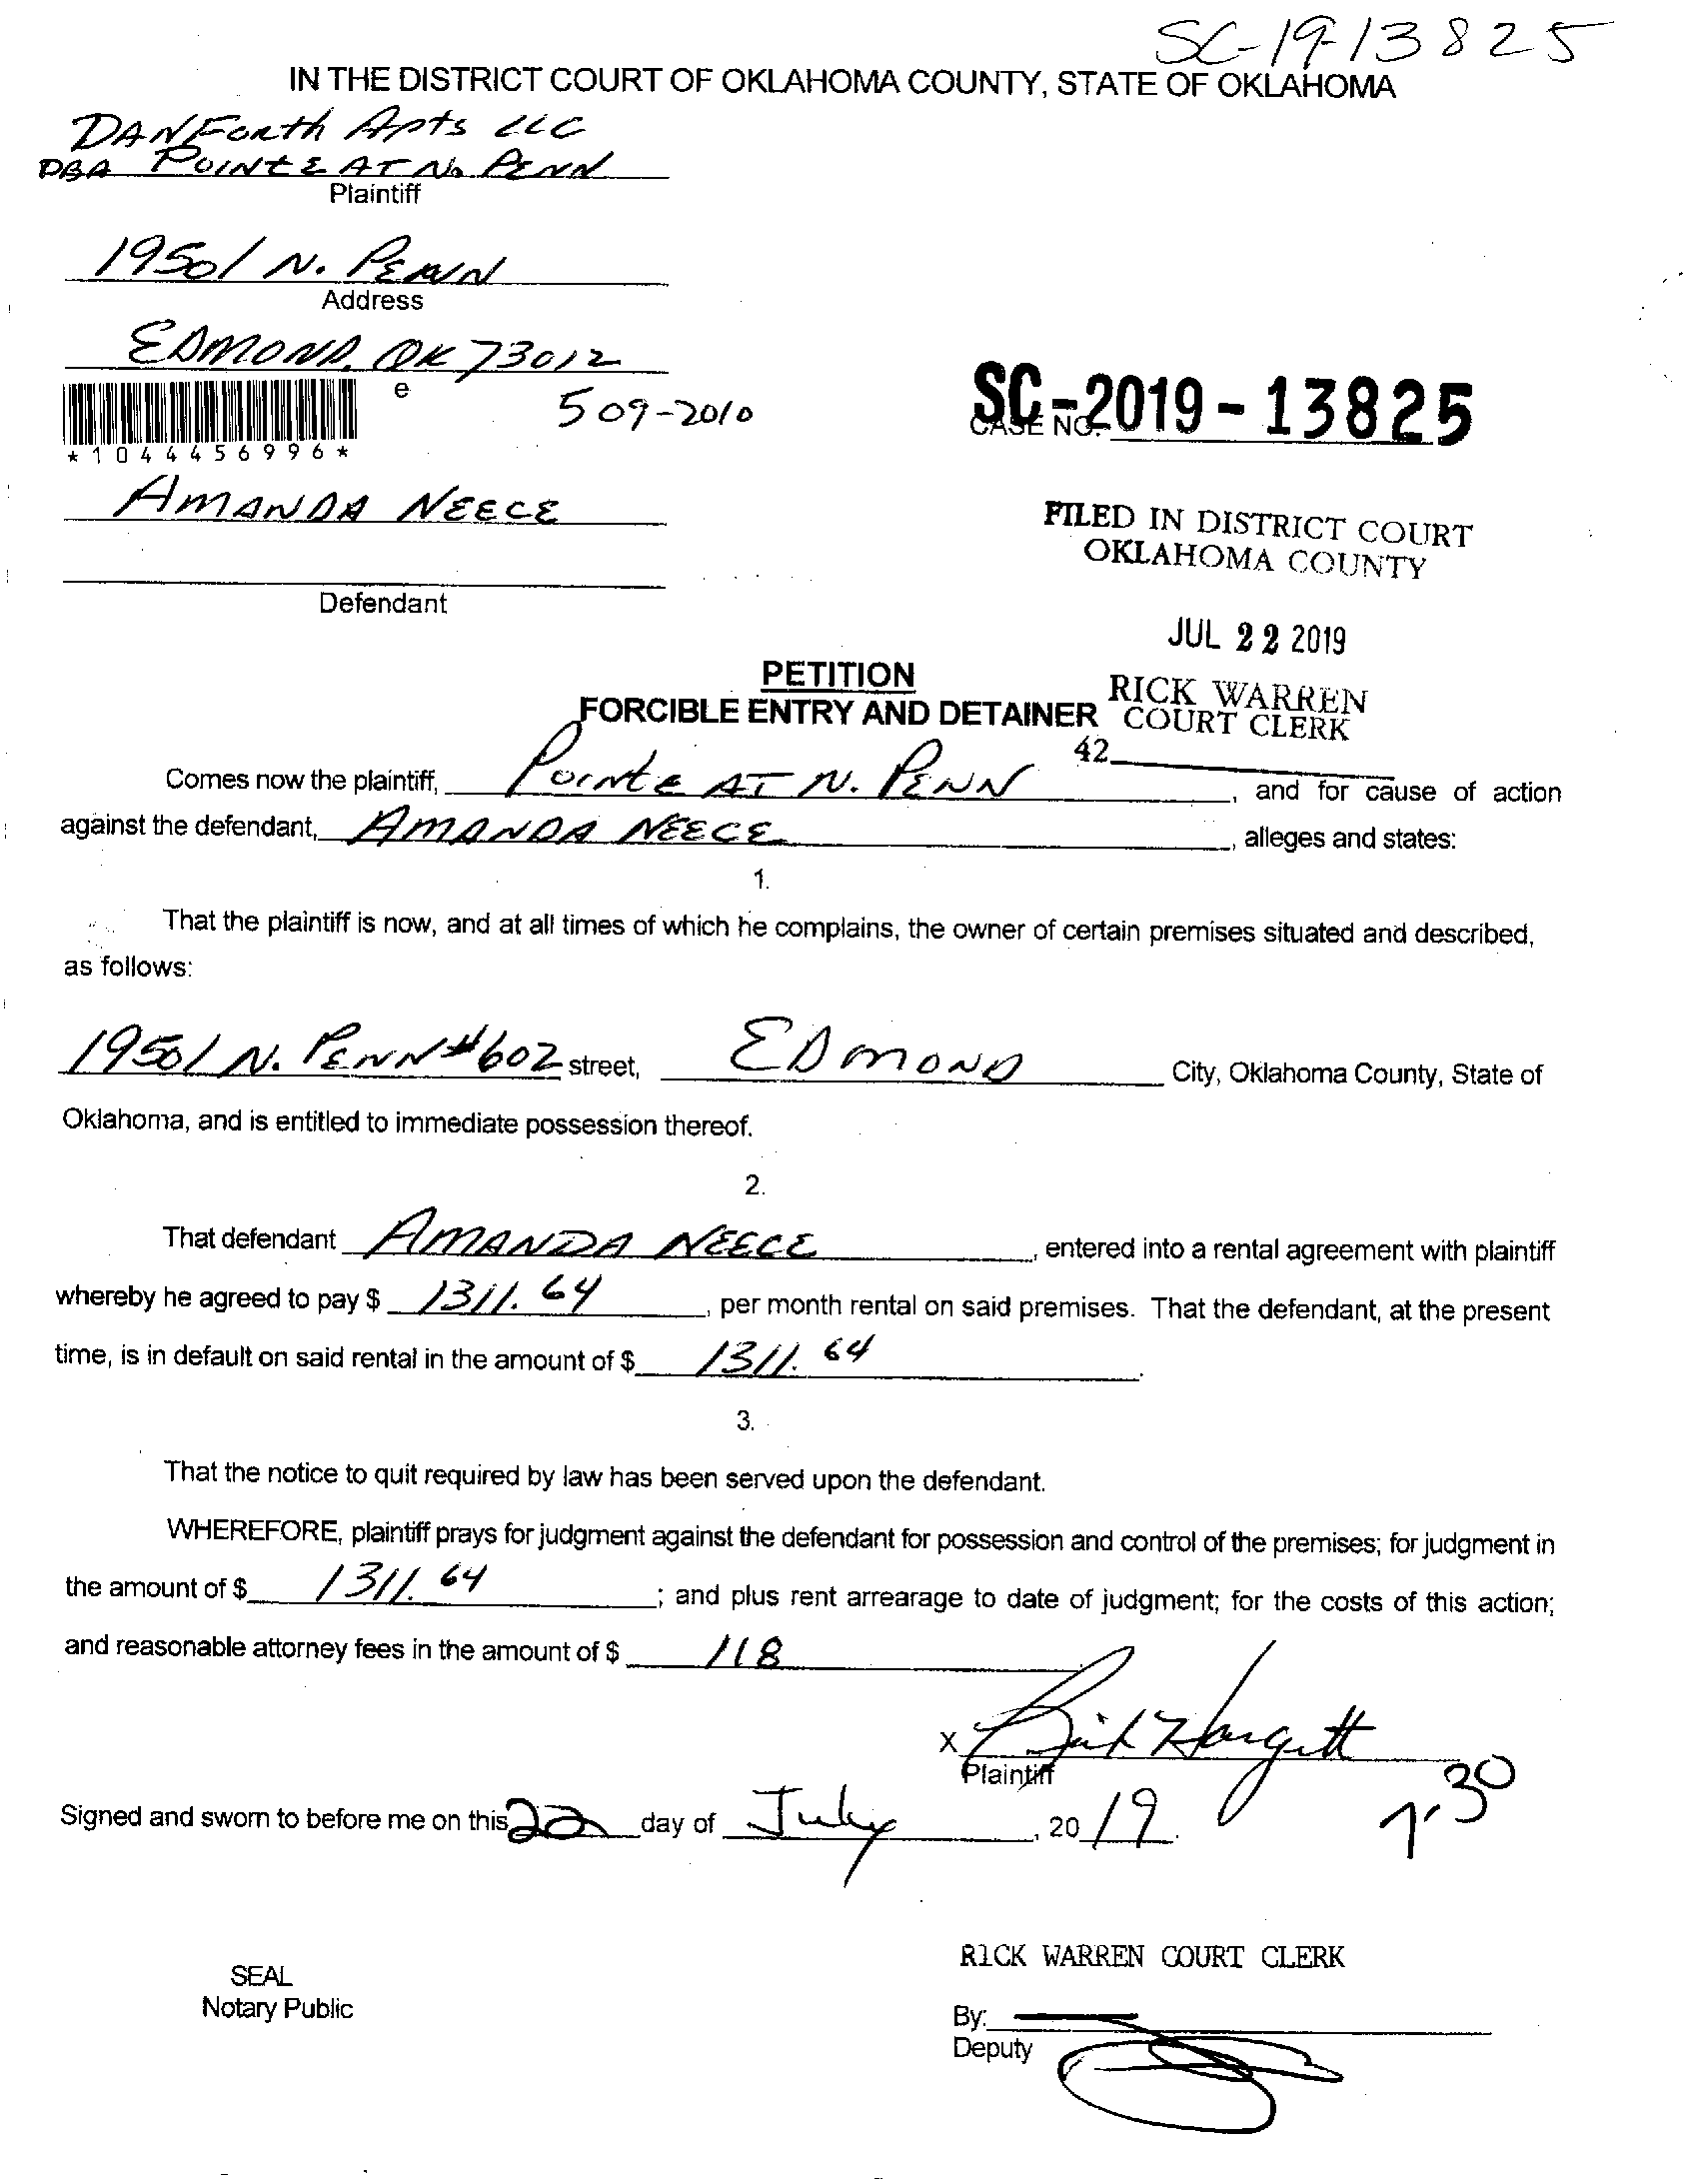 SC-19-13825
IN THE DISTRICT COURT OF OKLAHOMA COUNTY, STATE OF OKLAHOMA
DANForth Apts LLC
DBA POINTE AT No PENN
Plaintiff
19501 N. PENN
Address
EDMOND, OK 73012
e
509-2010
*1044456996*
SC-2019-13825
CASE NO.
AMANDA NEECE
FILED IN DISTRICT COURT
OKLAHOMA COUNTY
Defendant
JUL 22 2019
PETITION
FORCIBLE ENTRY AND DETAINER
RICK WARREN
COURT CLERK
42
Comes now the plaintiff, Pointe AT N. PENN, and for cause of action
against the defendant, AMANDA NEECE, alleges and states:
1.
That the plaintiff is now, and at all times of which he complains, the owner of certain premises situated and described,
as follows:
19501 N. PENN #602 street, EDMOND City, Oklahoma County, State of
Oklahoma, and is entitled to immediate possession thereof.
2.
That defendant AMANDA NEECE, entered into a rental agreement with plaintiff
whereby he agreed to pay $ 1311.64, per month rental on said premises. That the defendant, at the present
time, is in default on said rental in the amount of $ 1311.64.
3.
That the notice to quit required by law has been served upon the defendant.
WHEREFORE, plaintiff prays for judgment against the defendant for possession and control of the premises; for judgment in
the amount of $ 1311.64; and plus rent arrearage to date of judgment; for the costs of this action;
and reasonable attorney fees in the amount of $ 118
X Hargett
Plaintiff
Signed and sworn to before me on this 22 day of July, 2019.
RICK WARREN COURT CLERK
SEAL
Notary Public
By:
Deputy